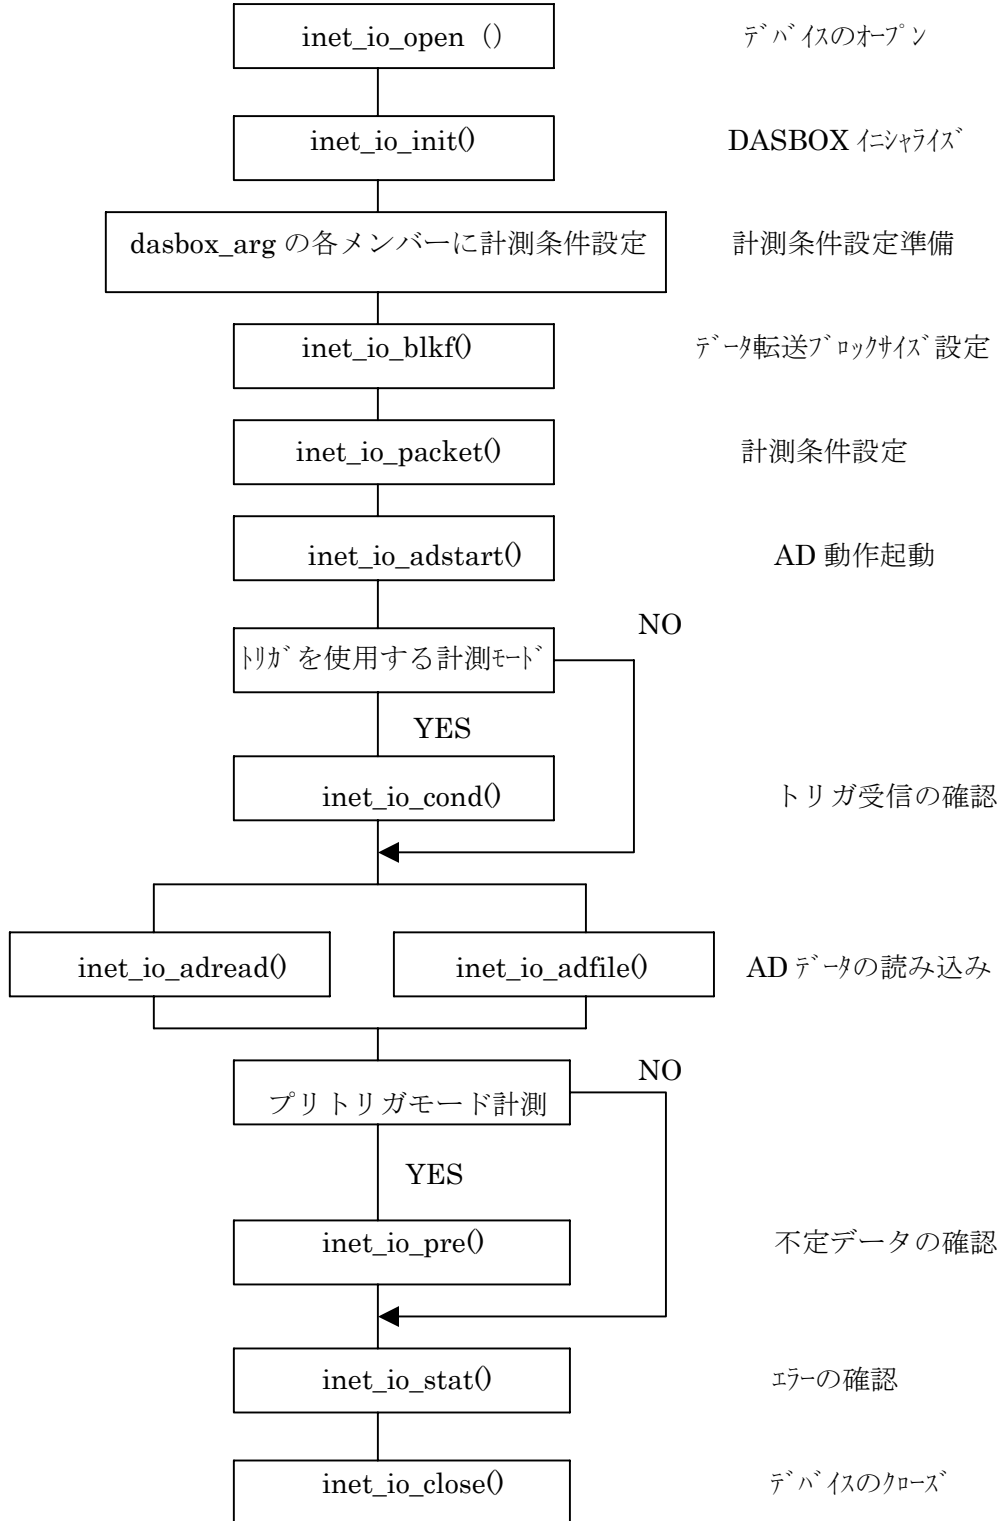 inet_io_open ()
ﾃﾞﾊﾞｲｽのｵｰﾌﾟﾝ
inet_io_init()
DASBOX ｲﾆｼｬﾗｲｽﾞ
dasbox_arg の各メンバーに計測条件設定
計測条件設定準備
inet_io_blkf()
ﾃﾞｰﾀ転送ﾌﾞﾛｯｸｻｲｽﾞ設定
inet_io_packet()
計測条件設定
inet_io_adstart()
AD 動作起動
NO
ﾄﾘｶﾞを使用する計測ﾓｰﾄﾞ
YES
inet_io_cond()
トリガ受信の確認
inet_io_adread()
inet_io_adfile()
AD ﾃﾞｰﾀの読み込み
NO
プリトリガモード計測
YES
inet_io_pre()
不定データの確認
inet_io_stat()
ｴﾗｰの確認
inet_io_close()
ﾃﾞﾊﾞｲｽのｸﾛｰｽﾞ